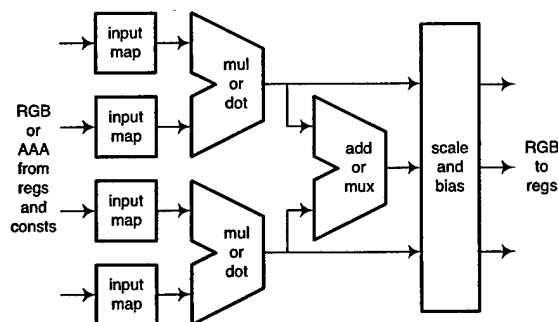 input
map
mul
or
dot
input
map
RGB
or
AAA
from
regs
and
consts
add
or
mux
scale
and
bias
RGB
to
regs
input
map
mul
or
dot
input
map